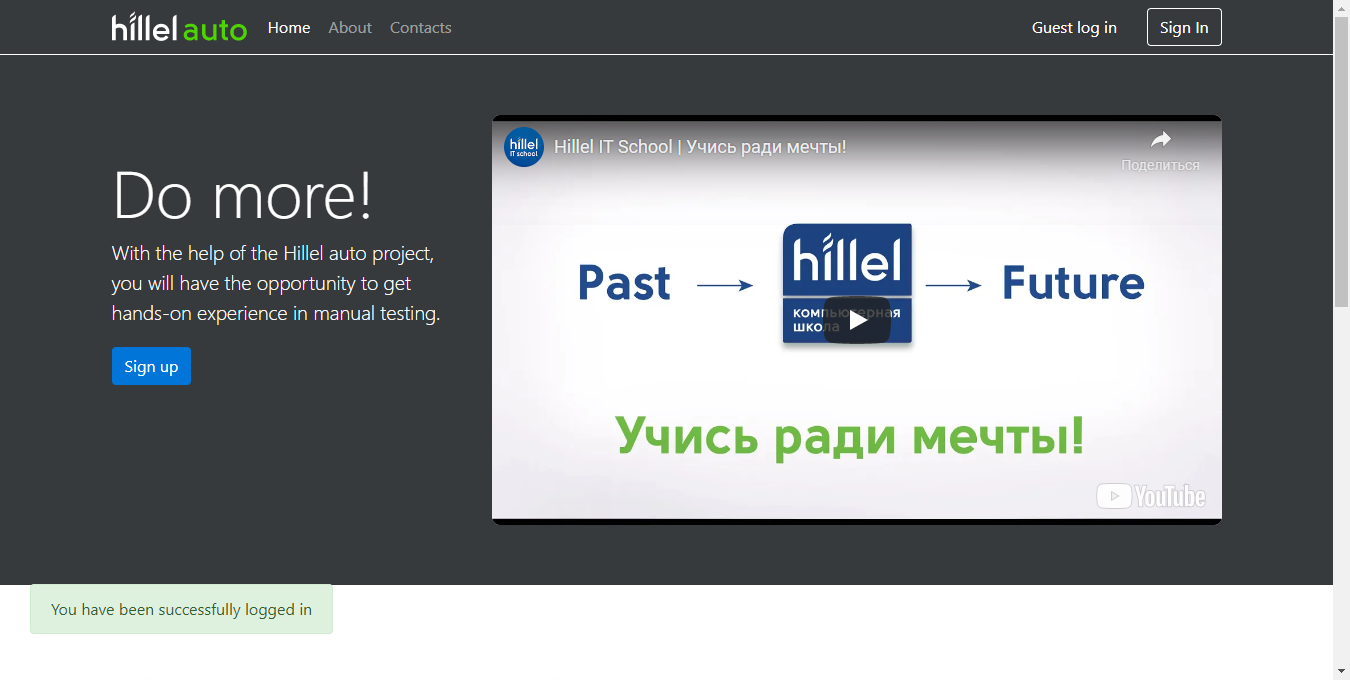 hillel auto Home About Contacts Guest log in Sign In
Do more!
With the help of the Hillel auto project,
you will have the opportunity to get
hands-on experience in manual testing.
Sign up
hillel
IT school
Hillel IT School | Учись ради мечты!
Поделиться
Past hillel Future
компьютерная
школа
Учись ради мечты!
YouTube
You have been successfully logged in